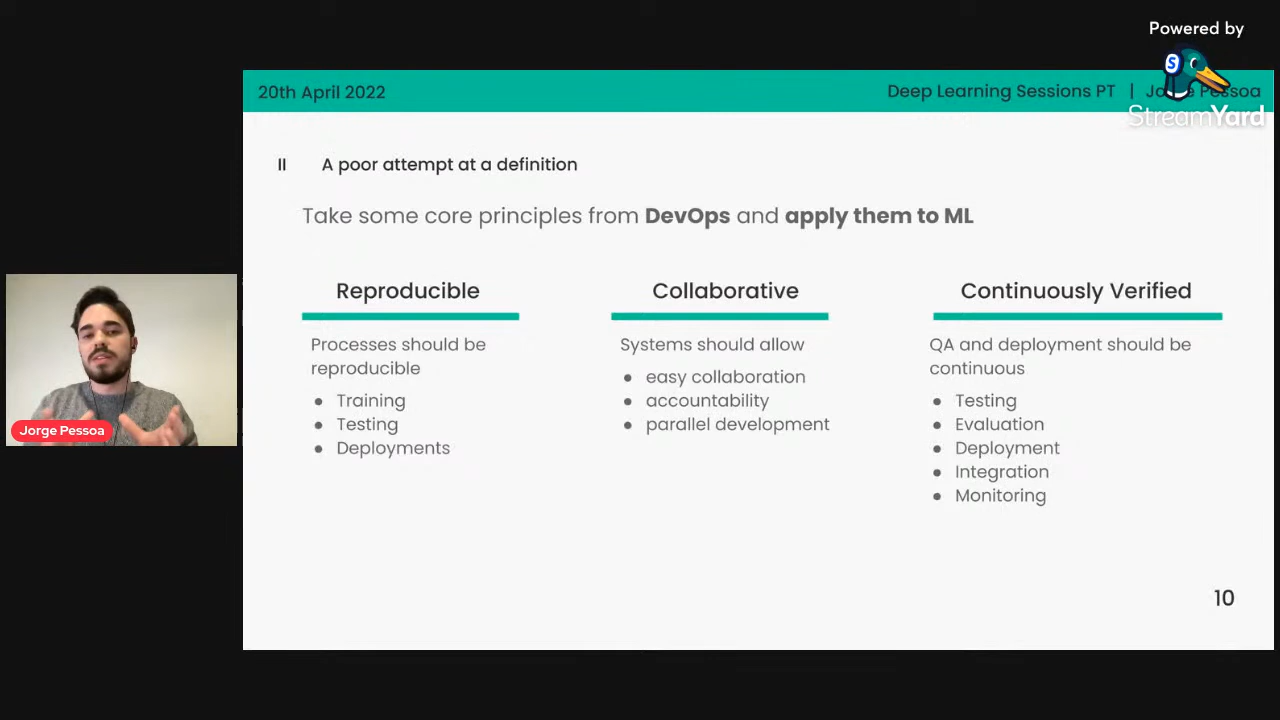 Powered by
StreamYard
20th April 2022
Deep Learning Sessions PT | Jorge Pessoa
II A poor attempt at a definition
Take some core principles from DevOps and apply them to ML
Reproducible
Processes should be
reproducible
● Training
● Testing
● Deployments
Collaborative
Systems should allow
● easy collaboration
● accountability
● parallel development
Continuously Verified
QA and deployment should be
continuous
● Testing
● Evaluation
● Deployment
● Integration
● Monitoring
Jorge Pessoa
10